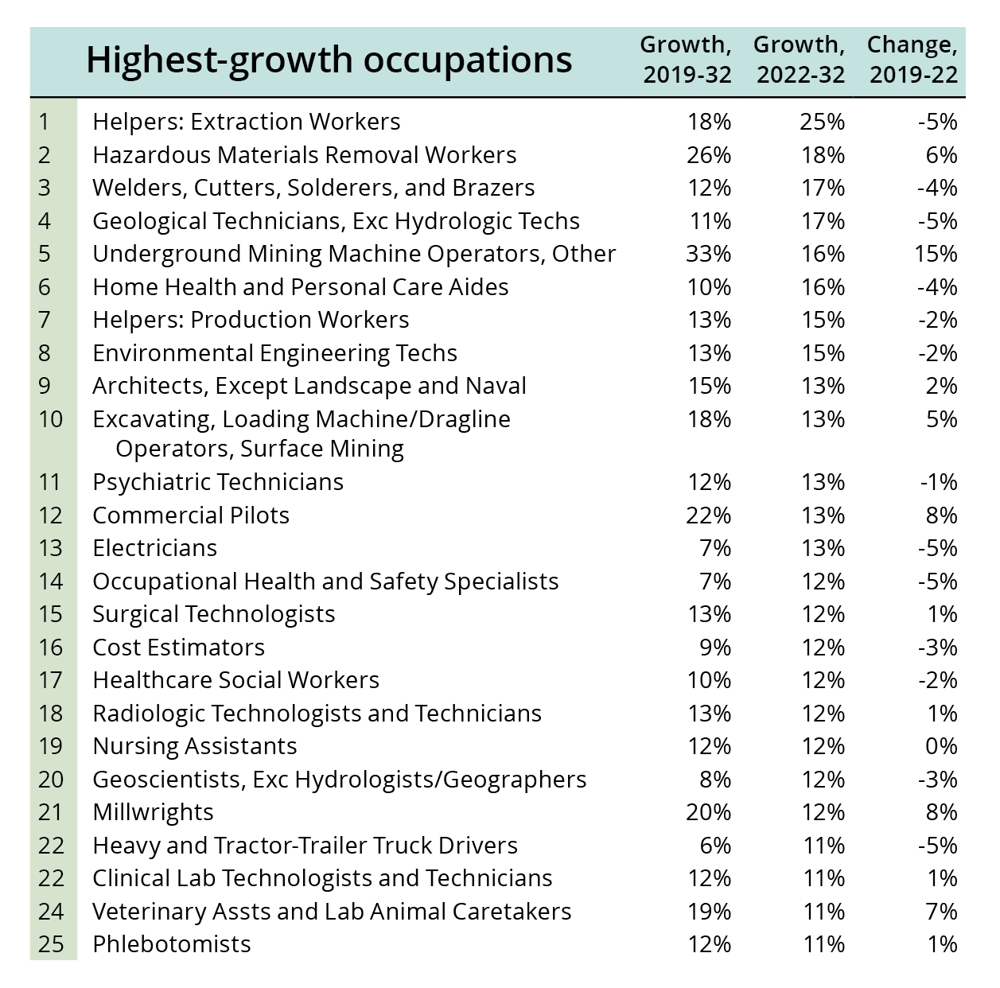 Highest-growth occupations Growth, 2019-32 Growth, 2022-32 Change, 2019-22
1 Helpers: Extraction Workers 18% 25% -5%
2 Hazardous Materials Removal Workers 26% 18% 6%
3 Welders, Cutters, Solderers, and Brazers 12% 17% -4%
4 Geological Technicians, Exc Hydrologic Techs 11% 17% -5%
5 Underground Mining Machine Operators, Other 33% 16% 15%
6 Home Health and Personal Care Aides 10% 16% -4%
7 Helpers: Production Workers 13% 15% -2%
8 Environmental Engineering Techs 13% 15% -2%
9 Architects, Except Landscape and Naval 15% 13% 2%
10 Excavating, Loading Machine/Dragline 18% 13% 5%
Operators, Surface Mining
11 Psychiatric Technicians 12% 13% -1%
12 Commercial Pilots 22% 13% 8%
13 Electricians 7% 13% -5%
14 Occupational Health and Safety Specialists 7% 12% -5%
15 Surgical Technologists 13% 12% 1%
16 Cost Estimators 9% 12% -3%
17 Healthcare Social Workers 10% 12% -2%
18 Radiologic Technologists and Technicians 13% 12% 1%
19 Nursing Assistants 12% 12% 0%
20 Geoscientists, Exc Hydrologists/Geographers 8% 12% -3%
21 Millwrights 20% 12% 8%
22 Heavy and Tractor-Trailer Truck Drivers 6% 11% -5%
22 Clinical Lab Technologists and Technicians 12% 11% 1%
24 Veterinary Assts and Lab Animal Caretakers 19% 11% 7%
25 Phlebotomists 12% 11% 1%